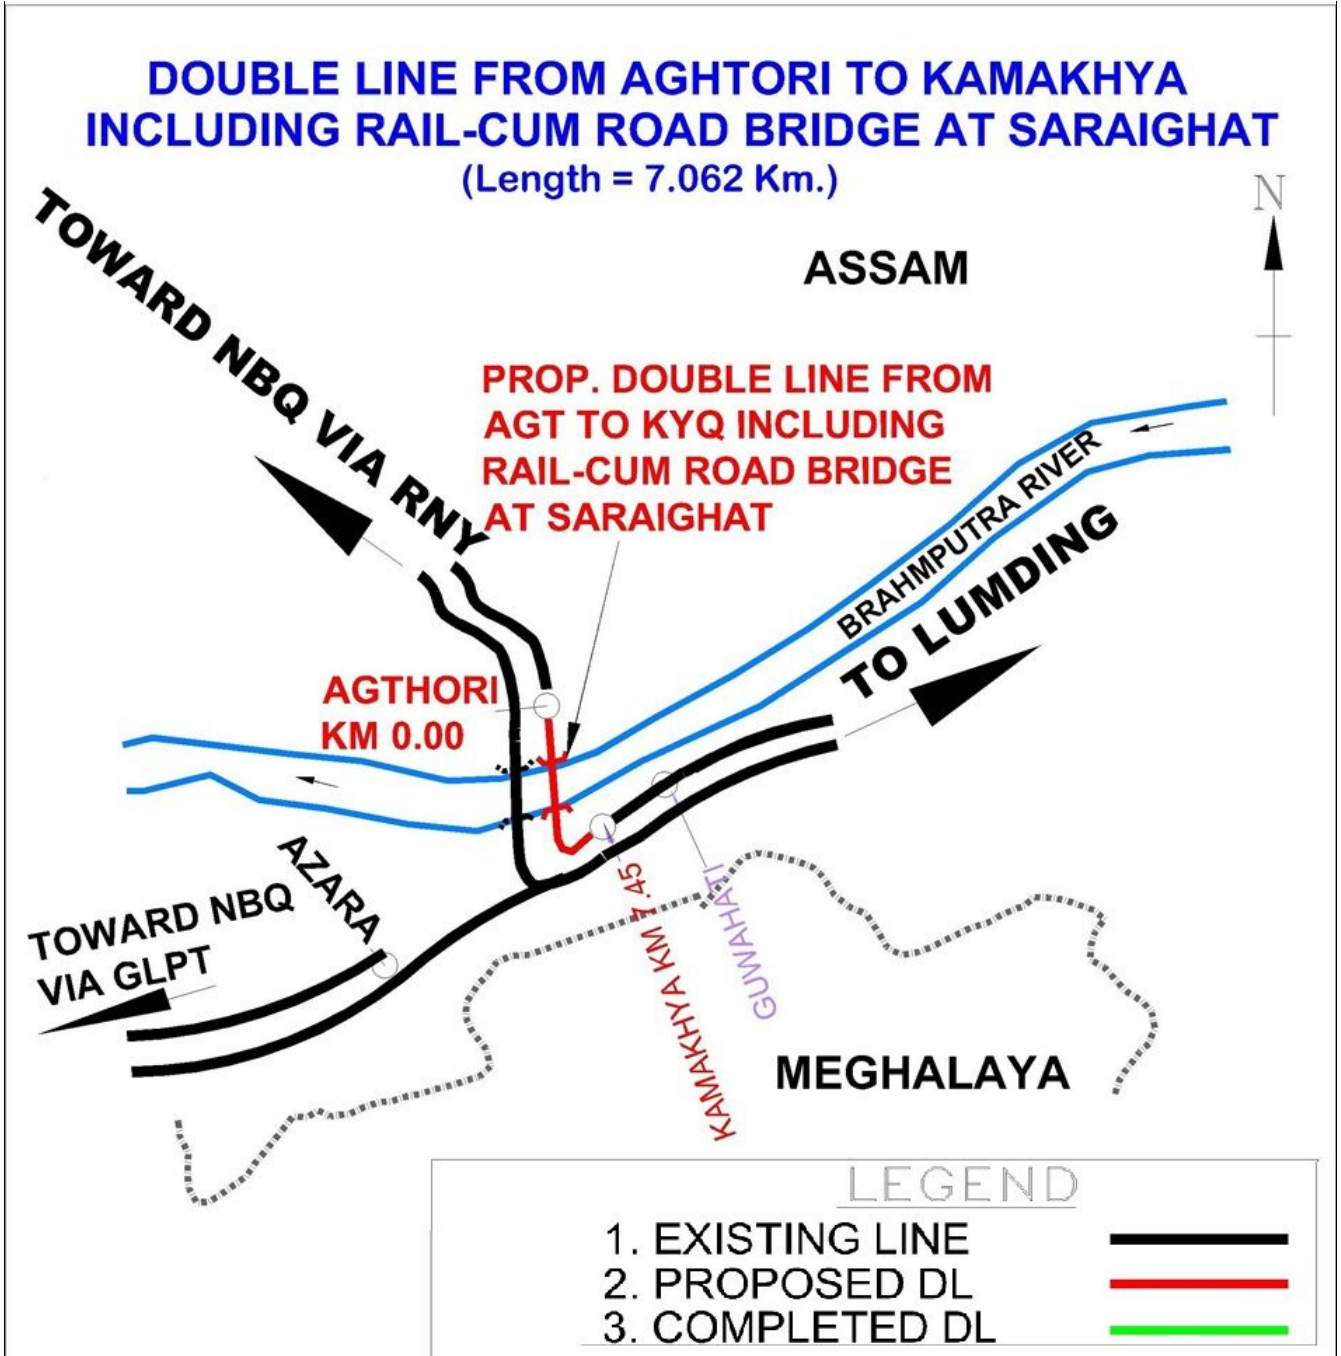 DOUBLE LINE FROM AGHTORI TO KAMAKHYA
INCLUDING RAIL-CUM ROAD BRIDGE AT SARAIGHAT
(Length = 7.062 Km.)
N
ASSAM
TOWARD NBQ VIA RNY
PROP. DOUBLE LINE FROM
AGT TO KYQ INCLUDING
RAIL-CUM ROAD BRIDGE
AT SARAIGHAT
BRAHMPUTRA RIVER
TO LUMDING
AGTHORI
KM 0.00
AZARA
TOWARD NBQ
VIA GLPT
KAMAKHYA KM 7.45
GUWAHATI
MEGHALAYA
LEGEND
1. EXISTING LINE
2. PROPOSED DL
3. COMPLETED DL